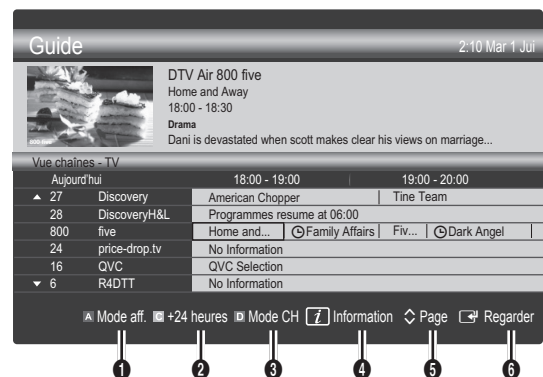 Guide
2:10 Mar 1 Jui
DTV Air 800 five
Home and Away
18:00 - 18:30
Drama
Dani is devastated when scott makes clear his views on marriage...
800 five
Vue chaînes - TV
Aujourd'hui 18:00 - 19:00 19:00 - 20:00
▲ 27 Discovery American Chopper Tine Team
28 DiscoveryH&L Programmes resume at 06:00
800 five Home and... Family Affairs Fiv... Dark Angel
24 price-drop.tv No Information
16 QVC QVC Selection
▼ 6 R4DTT No Information
A Mode aff. C +24 heures D Mode CH i Information Page Regarder
1 2 3 4 5 6